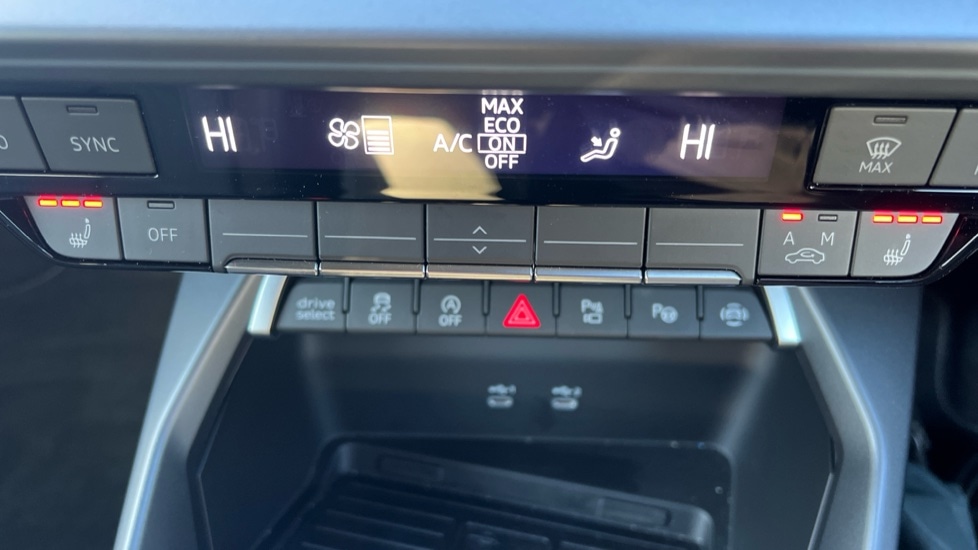 HI
A/C
MAX
ECO
ON
OFF
HI
SYNC
MAX
OFF
A M
drive
select
OFF
OFF
P
P